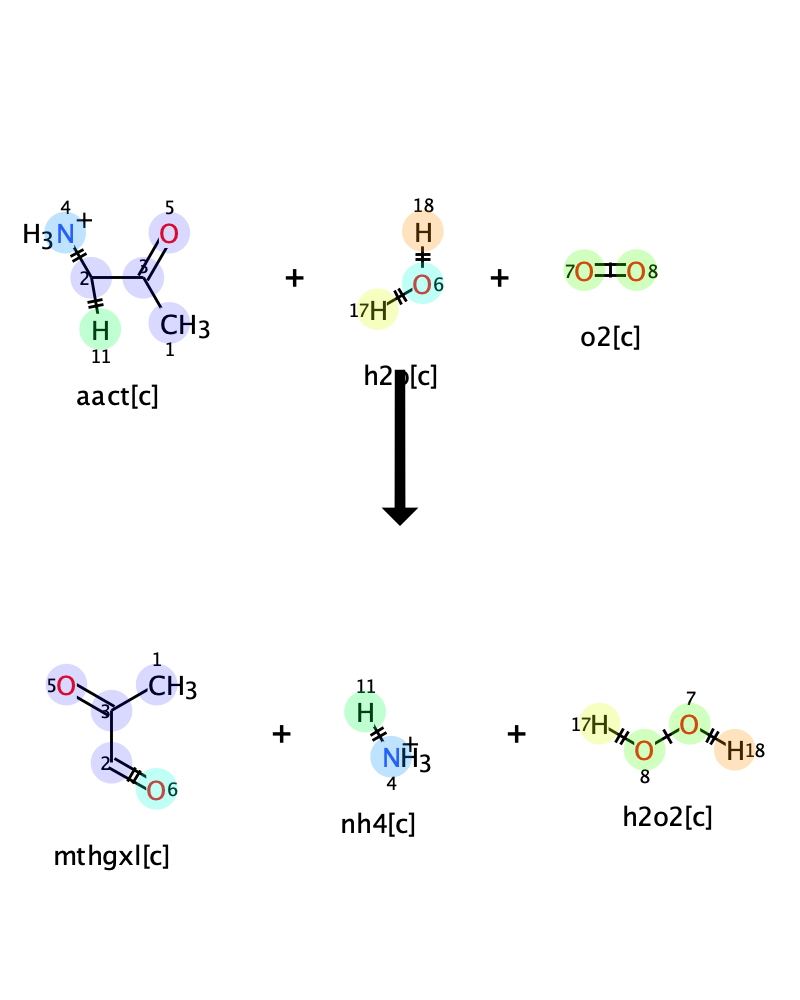 4 5 18
H3N+ O H
2 3 + O6 + 7O O8
H CH3 17H
11 1
aact[c] h2o[c] o2[c]
1 11 7
5O CH3 H 17H O
3 + + +
2 NH3 O H18
O6 4 8
mthgxl[c] nh4[c] h2o2[c]